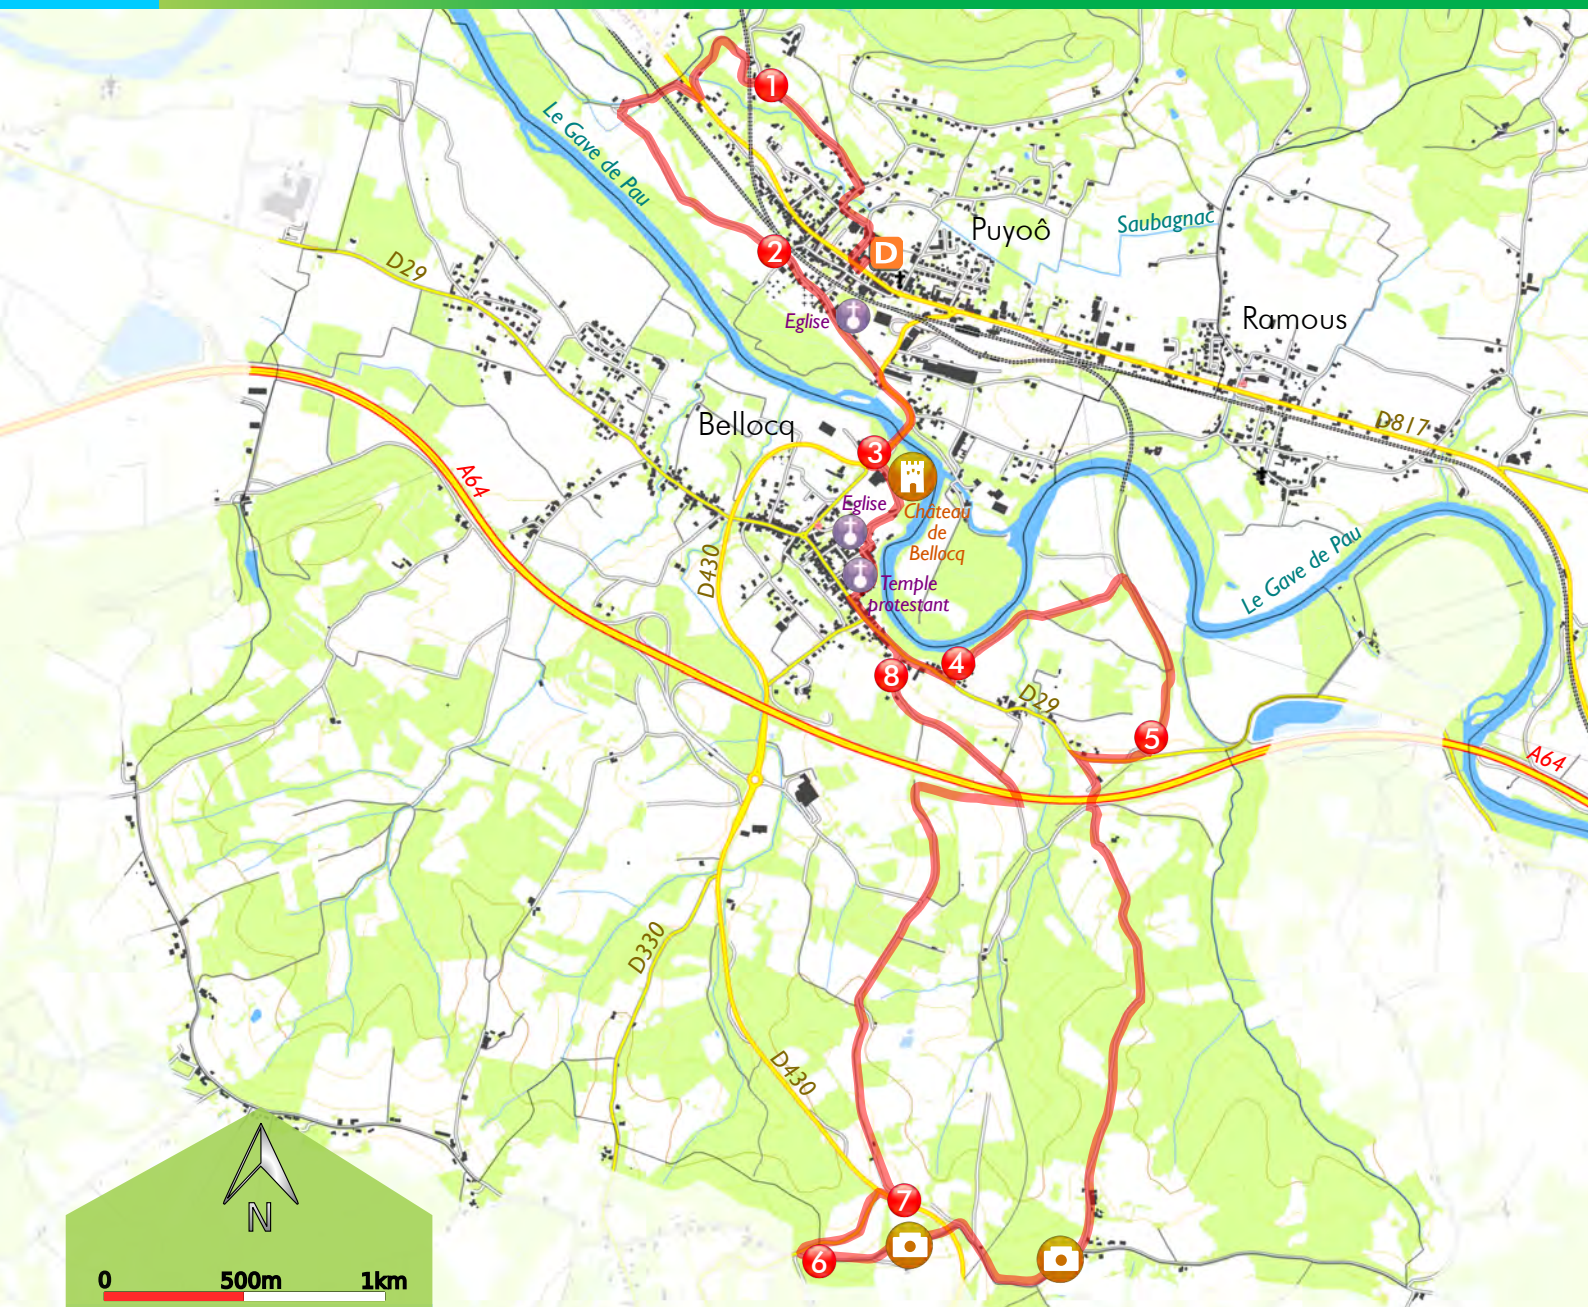 1
Le Gave de Pau
Saubagnac
Puyoô
2
D
D29
Eglise
Ramous
Bellocq
D817
3
A64
Eglise
Château
de
Bellocq
Le Gave de Pau
D430
Temple
protestant
4
8
D29
5
A64
D330
D430
7
6
N
0
500m
1km